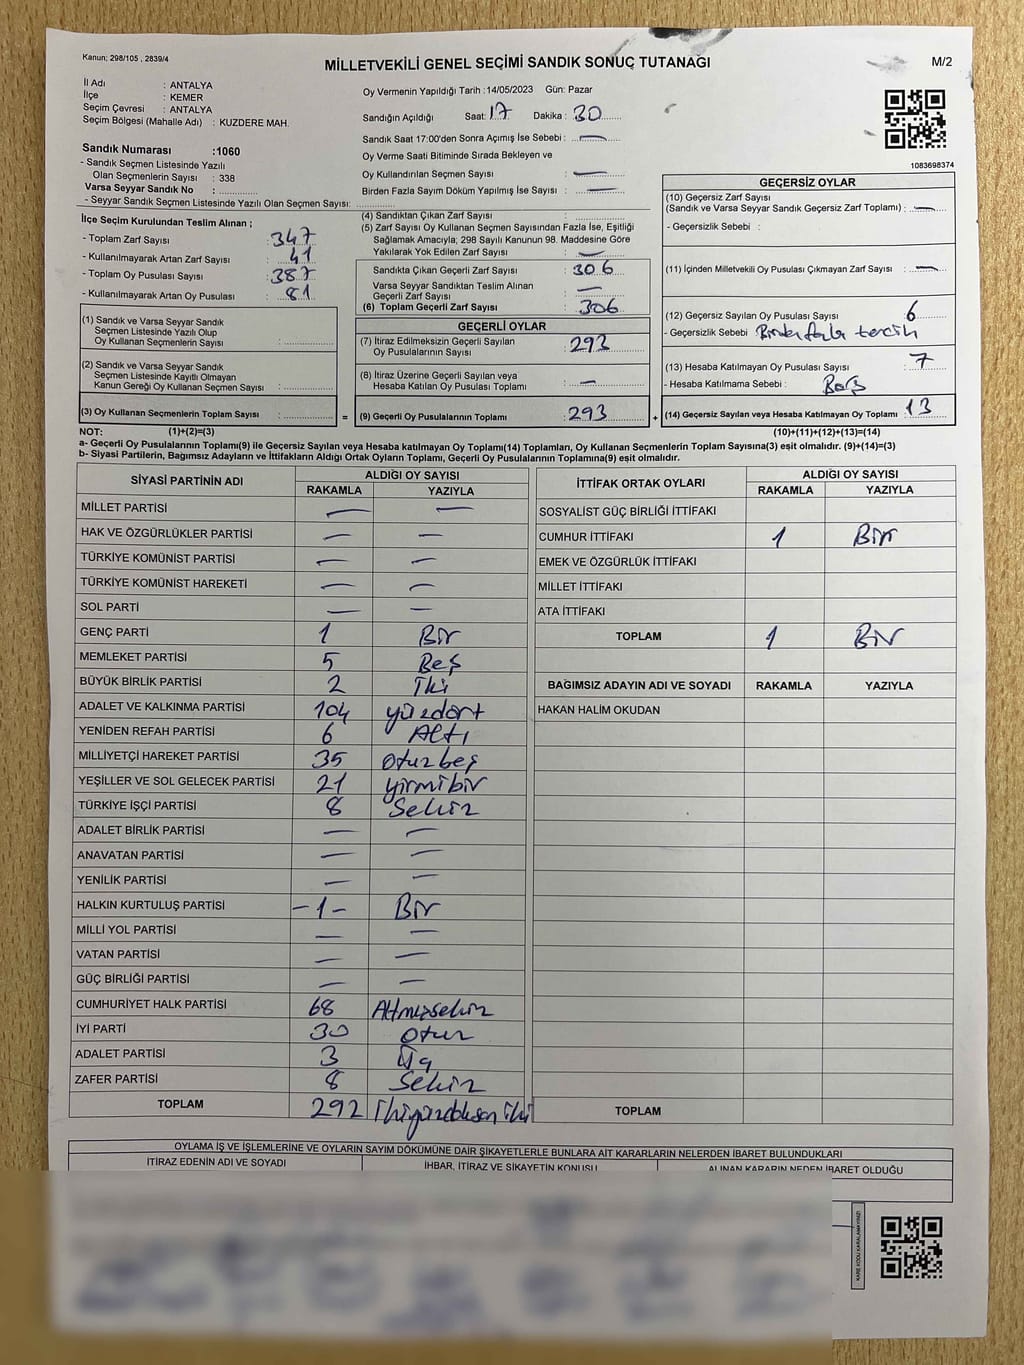 Kanun; 298/105 , 2839/4
MİLLETVEKİLİ GENEL SEÇİMİ SANDIK SONUÇ TUTANAĞI
M/2
İl Adı : ANTALYA
İlçe : KEMER
Seçim Çevresi : ANTALYA
Seçim Bölgesi (Mahalle Adı) : KUZDERE MAH.
Sandık Numarası :1060
- Sandık Seçmen Listesinde Yazılı
Olan Seçmenlerin Sayısı : 338
Varsa Seyyar Sandık No :
- Seyyar Sandık Seçmen Listesinde Yazılı Olan Seçmen Sayısı:
Oy Vermenin Yapıldığı Tarih :14/05/2023 Gün: Pazar
Sandığın Açıldığı Saat: 17 Dakika : 30
Sandık Saat 17:00'den Sonra Açımış İse Sebebi : —
Oy Verme Saati Bitiminde Sırada Bekleyen ve
Oy Kullandırılan Seçmen Sayısı : —
Birden Fazla Sayım Döküm Yapılmış İse Sayısı : —
1083698374
İlçe Seçim Kurulundan Teslim Alınan ;
- Toplam Zarf Sayısı : 347
- Kullanılmayarak Artan Zarf Sayısı : 41
- Toplam Oy Pusulası Sayısı : 387
- Kullanılmayarak Artan Oy Pusulası : 81
(1) Sandık ve Varsa Seyyar Sandık
Seçmen Listesinde Yazılı Olup
Oy Kullanan Seçmenlerin Sayısı :
(2) Sandık ve Varsa Seyyar Sandık
Seçmen Listesinde Kayıtlı Olmayan
Kanun Gereği Oy Kullanan Seçmen Sayısı :
(3) Oy Kullanan Seçmenlerin Toplam Sayısı : =
(4) Sandıktan Çıkan Zarf Sayısı :
(5) Zarf Sayısı Oy Kullanan Seçmen Sayısından Fazla İse, Eşitliği
Sağlamak Amacıyla; 298 Sayılı Kanunun 98. Maddesine Göre
Yakılarak Yok Edilen Zarf Sayısı : —
Sandıkta Çıkan Geçerli Zarf Sayısı : 306
Varsa Seyyar Sandıktan Teslim Alınan
Geçerli Zarf Sayısı : —
(6) Toplam Geçerli Zarf Sayısı : 306
GEÇERLİ OYLAR
(7) İtiraz Edilmeksizin Geçerli Sayılan
Oy Pusulalarının Sayısı : 293
(8) İtiraz Üzerine Geçerli Sayılan veya
Hesaba Katılan Oy Pusulası Toplamı : —
(9) Geçerli Oy Pusulalarının Toplamı : 293 +
GEÇERSİZ OYLAR
(10) Geçersiz Zarf Sayısı
(Sandık ve Varsa Seyyar Sandık Geçersiz Zarf Toplamı) : —
- Geçersizlik Sebebi :
(11) İçinden Milletvekili Oy Pusulası Çıkmayan Zarf Sayısı : —
(12) Geçersiz Sayılan Oy Pusulası Sayısı : 6
- Geçersizlik Sebebi : Birden fazla tercih
(13) Hesaba Katılmayan Oy Sayısı : 7
- Hesaba Katılmama Sebebi : Boş
(14) Geçersiz Sayılan veya Hesaba Katılmayan Oy Toplamı : 13
NOT: (1)+(2)=(3) (10)+(11)+(12)+(13)=(14)
a- Geçerli Oy Pusulalarının Toplamı(9) ile Geçersiz Sayılan veya Hesaba katılmayan Oy Toplamı(14) Toplamları, Oy Kullanan Seçmenlerin Toplam Sayısına(3) eşit olmalıdır. (9)+(14)=(3)
b- Siyasi Partilerin, Bağımsız Adayların ve İttifakların Aldığı Ortak Oyların Toplamı, Geçerli Oy Pusulalarının Toplamına(9) eşit olmalıdır.
SİYASİ PARTİNİN ADI ALDIĞI OY SAYISI
RAKAMLA YAZIYLA
MİLLET PARTİSİ — —
HAK VE ÖZGÜRLÜKLER PARTİSİ — —
TÜRKİYE KOMÜNİST PARTİSİ — —
TÜRKİYE KOMÜNİST HAREKETİ — —
SOL PARTİ — —
GENÇ PARTİ 1 Bir
MEMLEKET PARTİSİ 5 Beş
BÜYÜK BİRLİK PARTİSİ 2 İki
ADALET VE KALKINMA PARTİSİ 104 yüzdört
YENİDEN REFAH PARTİSİ 6 Altı
MİLLİYETÇİ HAREKET PARTİSİ 35 otuzbeş
YEŞİLLER VE SOL GELECEK PARTİSİ 21 yirmibir
TÜRKİYE İŞÇİ PARTİSİ 8 Sekiz
ADALET BİRLİK PARTİSİ — —
ANAVATAN PARTİSİ — —
YENİLİK PARTİSİ — —
HALKIN KURTULUŞ PARTİSİ -1- Bir
MİLLİ YOL PARTİSİ — —
VATAN PARTİSİ — —
GÜÇ BİRLİĞİ PARTİSİ — —
CUMHURİYET HALK PARTİSİ 68 Altmışsekiz
İYİ PARTİ 30 otuz
ADALET PARTİSİ 3 Üç
ZAFER PARTİSİ 8 Sekiz
TOPLAM 292 İkiyüzdoksan iki
İTTİFAK ORTAK OYLARI ALDIĞI OY SAYISI
RAKAMLA YAZIYLA
SOSYALİST GÜÇ BİRLİĞİ İTTİFAKI
CUMHUR İTTİFAKI 1 Bir
EMEK VE ÖZGÜRLÜK İTTİFAKI
MİLLET İTTİFAKI
ATA İTTİFAKI
TOPLAM 1 Bir
BAĞIMSIZ ADAYIN ADI VE SOYADI RAKAMLA YAZIYLA
HAKAN HALİM OKUDAN
TOPLAM
OYLAMA İŞ VE İŞLEMLERİNE VE OYLARIN SAYIM DÖKÜMÜNE DAİR ŞİKAYETLERLE BUNLARA AİT KARARLARIN NELERDEN İBARET BULUNDUKLARI
İTİRAZ EDENİN ADI VE SOYADI İHBAR, İTİRAZ VE ŞİKAYETİN KONUSU ALINAN KARARIN NEDEN İBARET OLDUĞU
KARE KODU KARALAMAYINIZ!